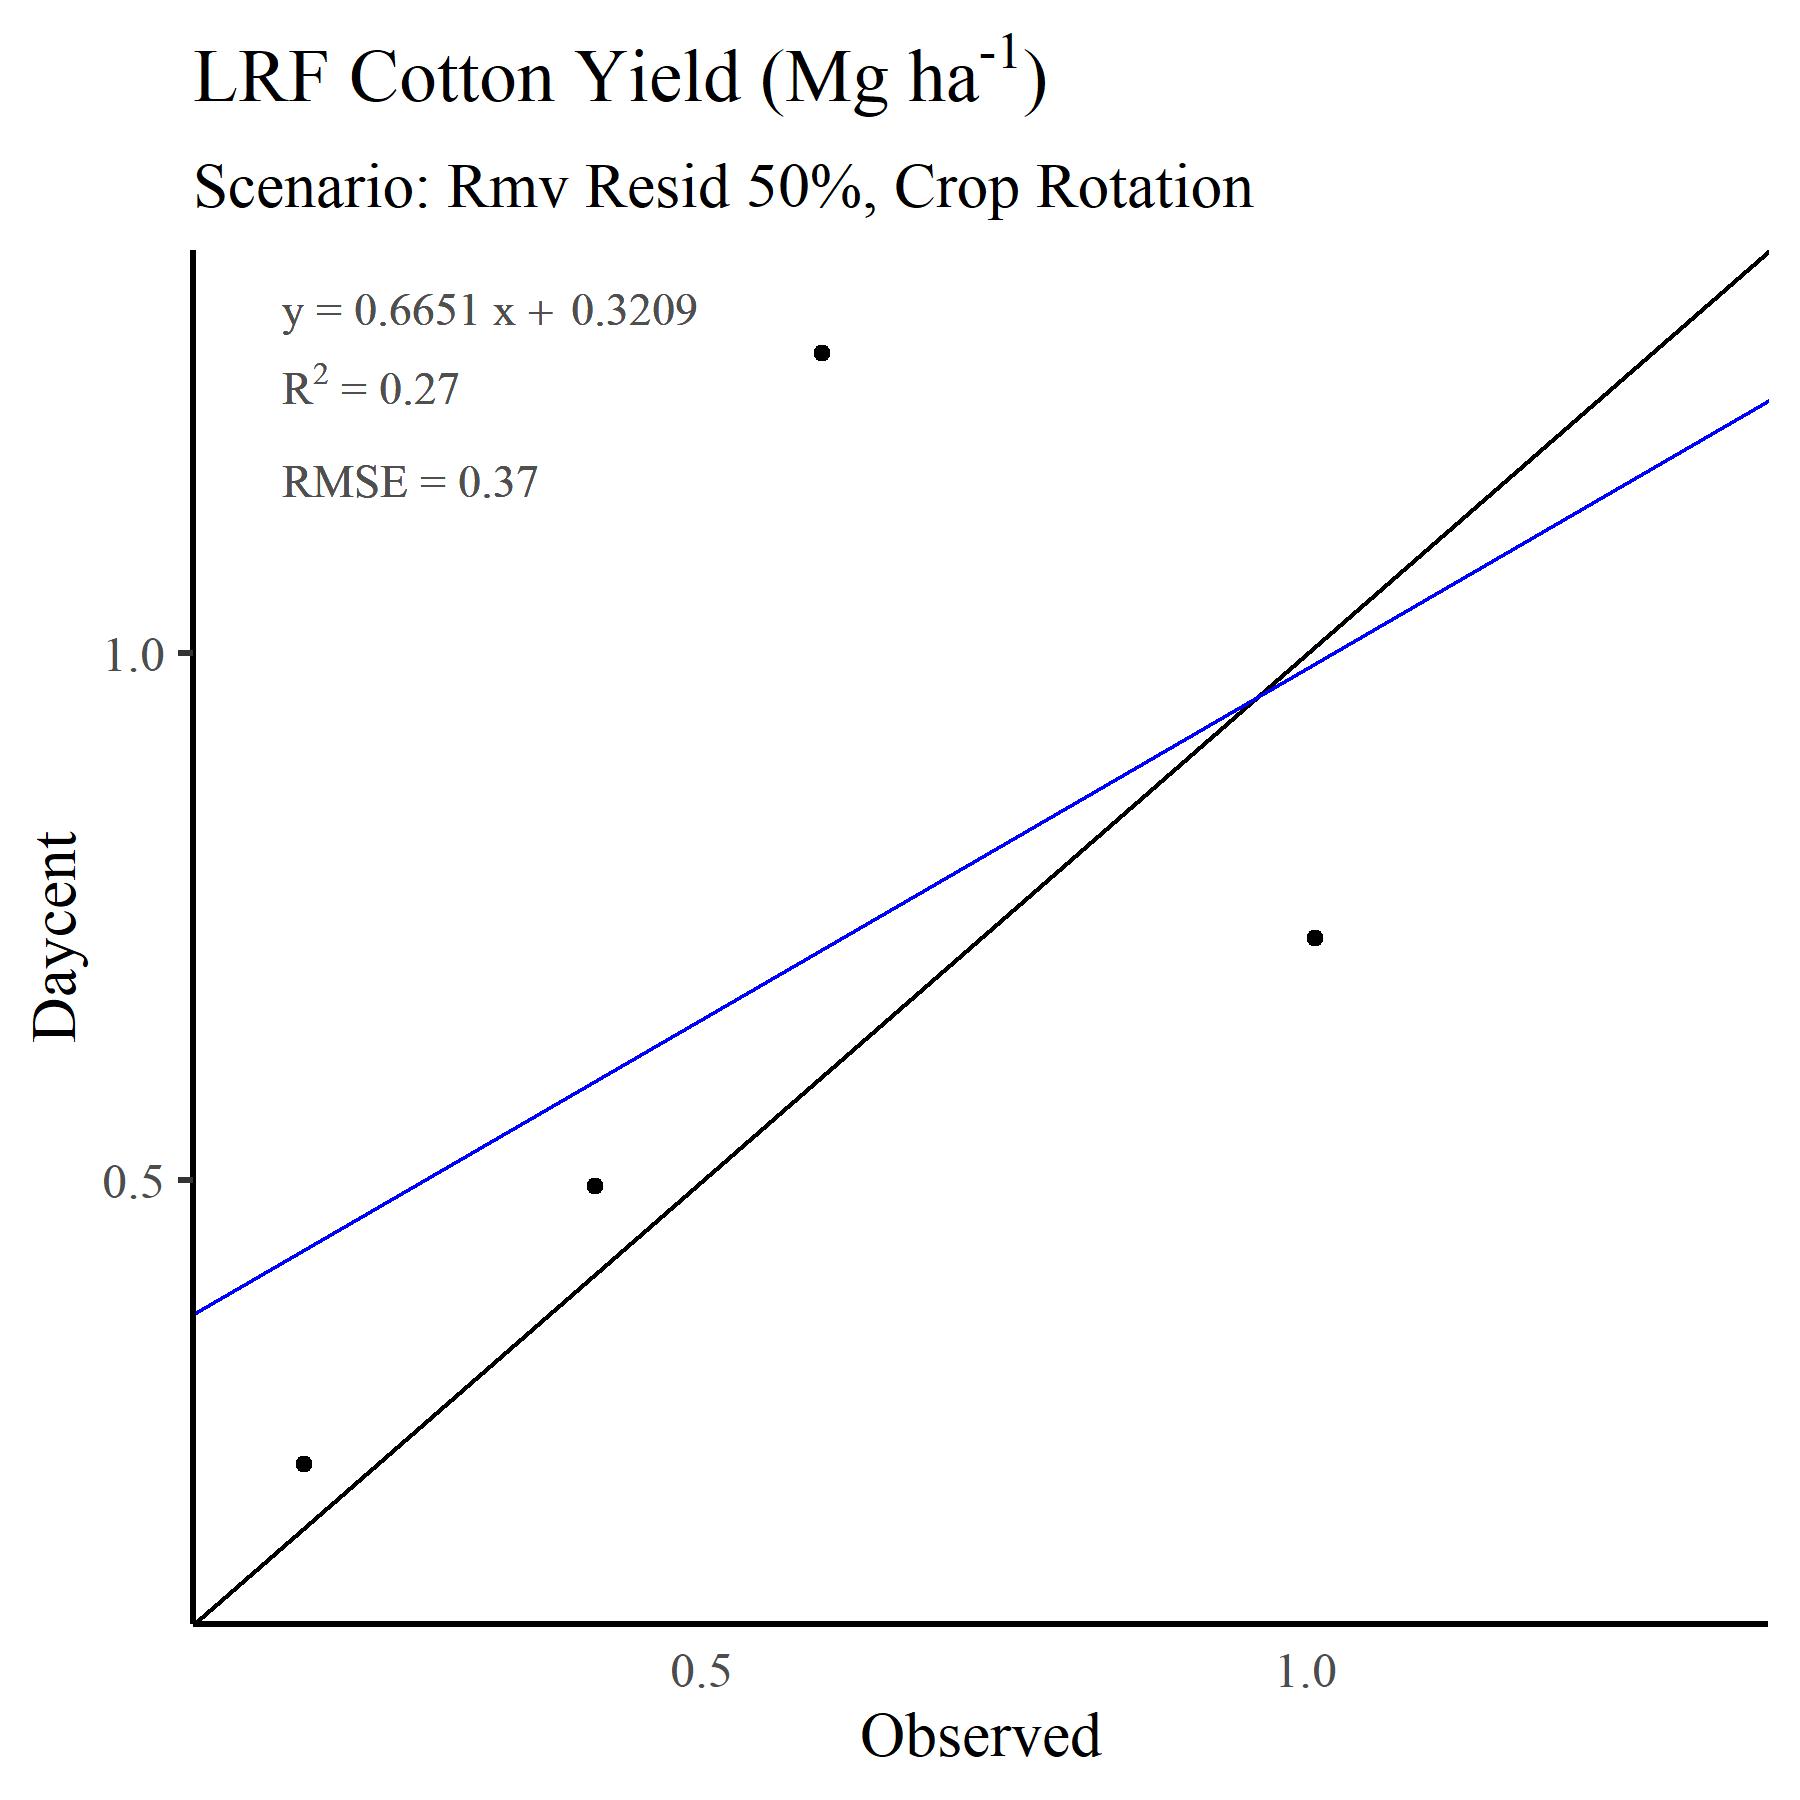 LRF Cotton Yield (Mg ha⁻¹)
Scenario: Rmv Resid 50%, Crop Rotation
y = 0.6651 x + 0.3209
R² = 0.27
RMSE = 0.37
1.0
0.5
Daycent
0.5 1.0
Observed